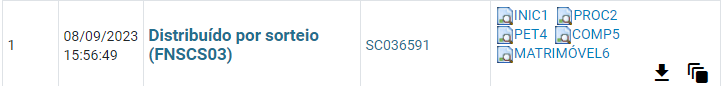 1
08/09/2023
15:56:49
Distribuído por sorteio
(FNSCS03)
SC036591
INIC1 PROC2
PET4 COMP5
MATRIMÓVEL6